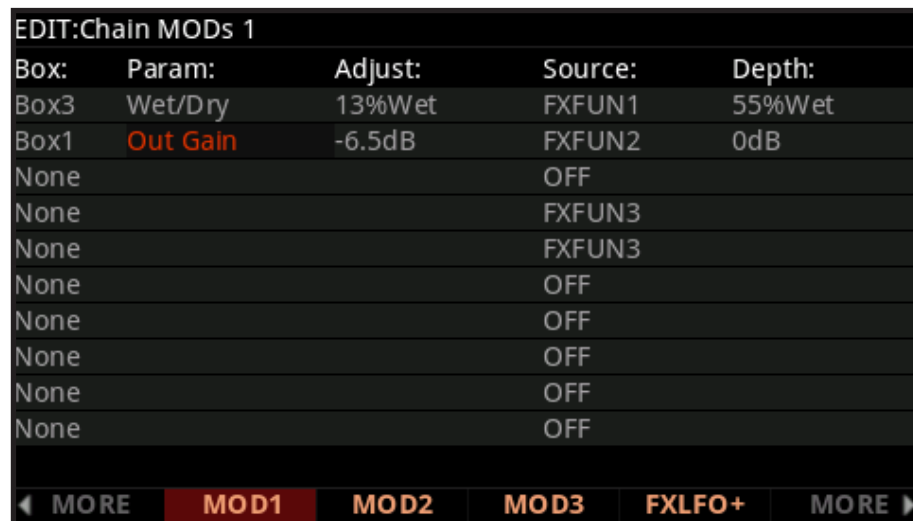 EDIT:Chain MODs 1
Box: Param: Adjust: Source: Depth:
Box3 Wet/Dry 13%Wet FXFUN1 55%Wet
Box1 Out Gain -6.5dB FXFUN2 0dB
None OFF
None FXFUN3
None FXFUN3
None OFF
None OFF
None OFF
None OFF
None OFF
MORE MOD1 MOD2 MOD3 FXLFO+ MORE